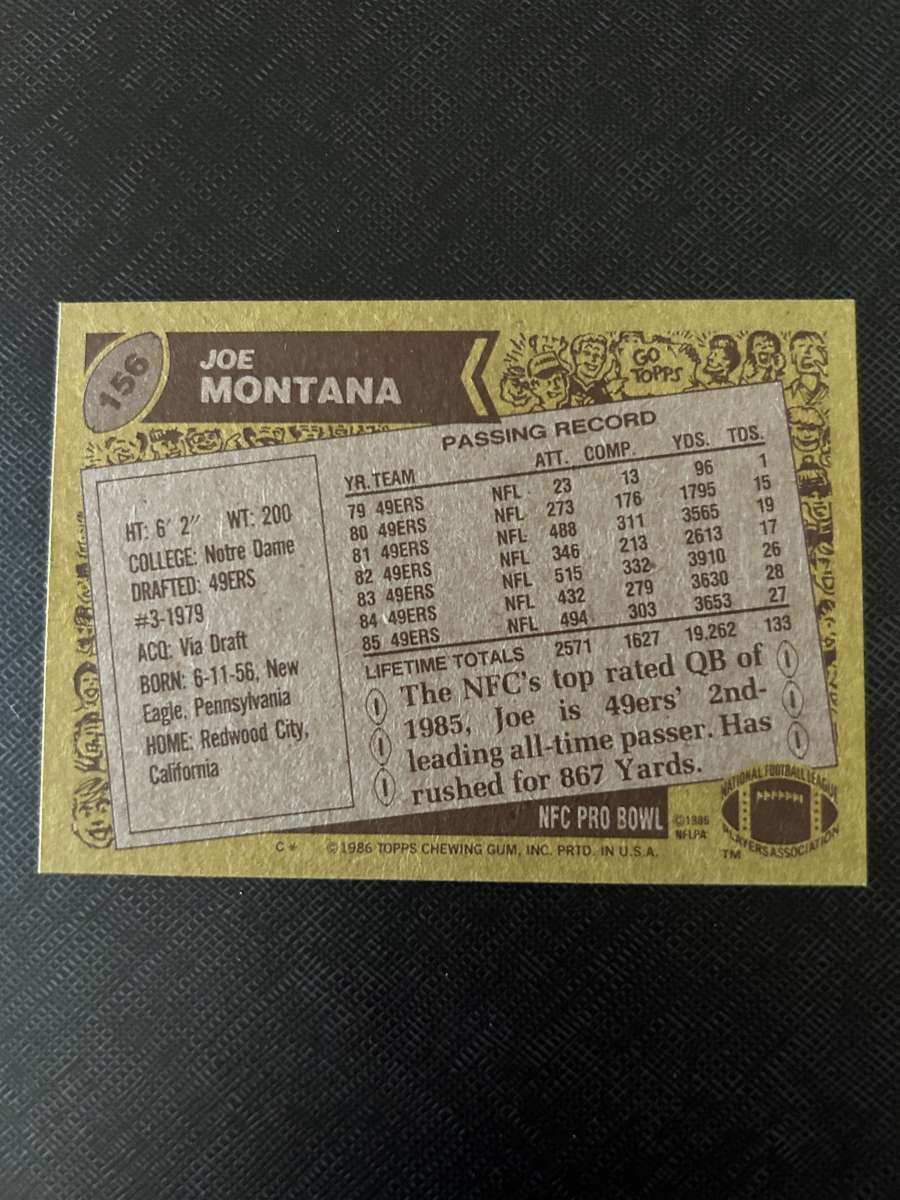 156
JOE
MONTANA
GO
TOPPS
PASSING RECORD
YR. TEAM ATT. COMP. YDS. TDS.
79 49ERS NFL 23 13 96 1
80 49ERS NFL 273 176 1795 15
81 49ERS NFL 488 311 3565 19
82 49ERS NFL 346 213 2613 17
83 49ERS NFL 515 332 3910 26
84 49ERS NFL 432 279 3630 28
85 49ERS NFL 494 303 3653 27
LIFETIME TOTALS 2571 1627 19,262 133
HT: 6' 2" WT: 200
COLLEGE: Notre Dame
DRAFTED: 49ERS
#3-1979
ACQ: Via Draft
BORN: 6-11-56, New
Eagle, Pennsylvania
HOME: Redwood City,
California
The NFC's top rated QB of
1985, Joe is 49ers' 2nd-
leading all-time passer. Has
rushed for 867 Yards.
NFC PRO BOWL
©1986
NFLPA
NATIONAL FOOTBALL LEAGUE
PLAYERS ASSOCIATION
TM
C* ©1986 TOPPS CHEWING GUM, INC. PRTD. IN U.S.A.